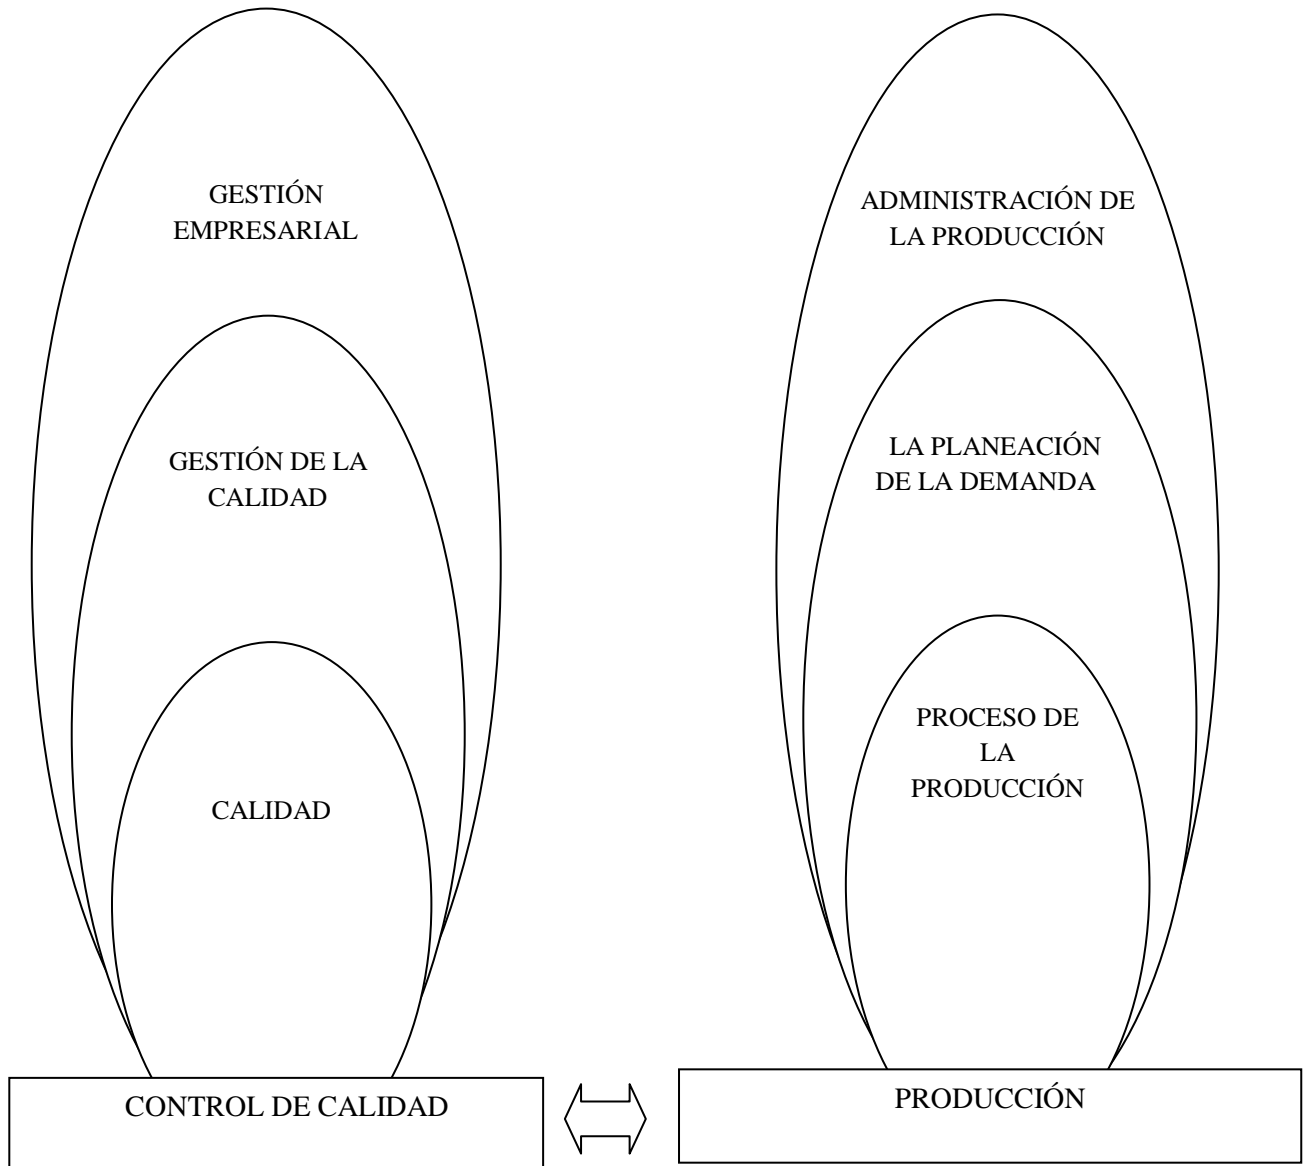 GESTIÓN
EMPRESARIAL
GESTIÓN DE LA
CALIDAD
CALIDAD
CONTROL DE CALIDAD
ADMINISTRACIÓN DE
LA PRODUCCIÓN
LA PLANEACIÓN
DE LA DEMANDA
PROCESO DE
LA
PRODUCCIÓN
PRODUCCIÓN